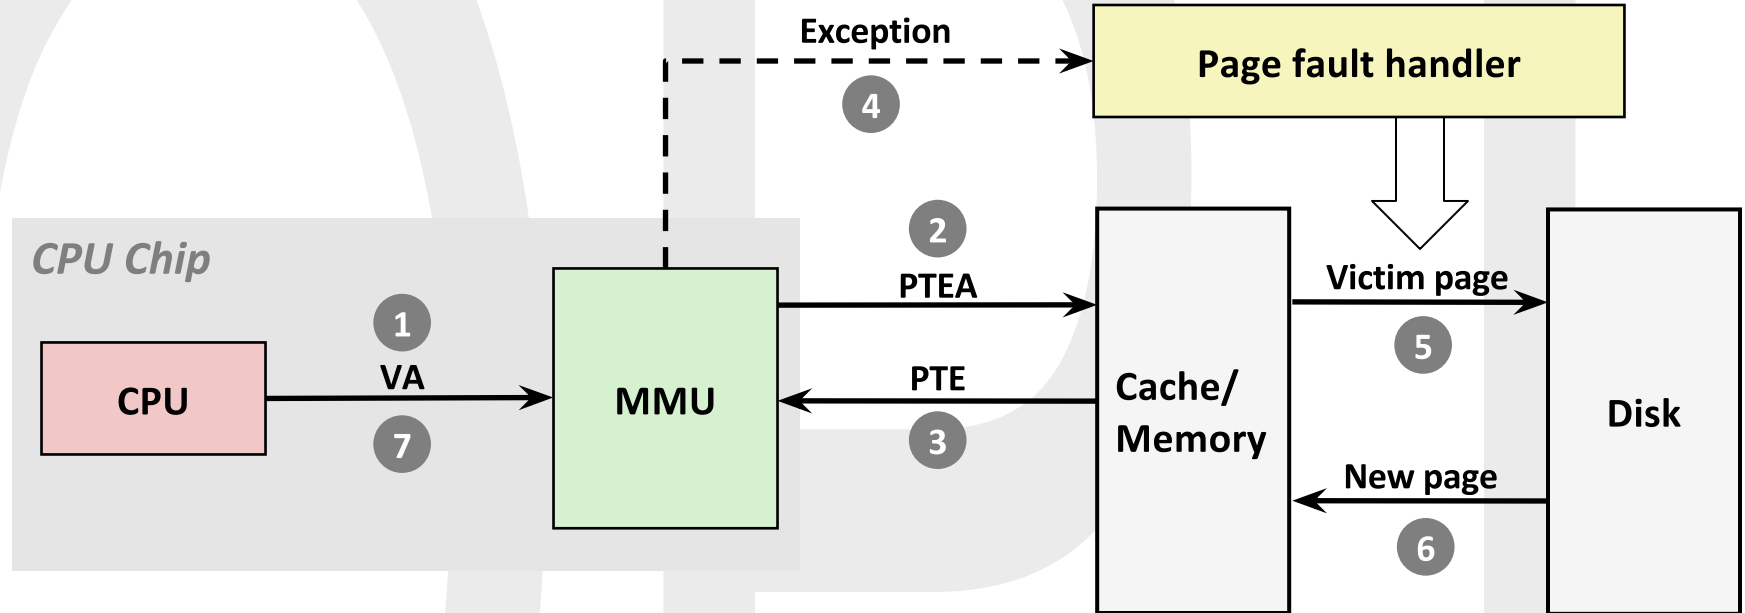 Exception
4
Page fault handler
CPU Chip
2
PTEA
Victim page
5
1
VA
7
CPU
MMU
PTE
3
Cache/
Memory
Disk
New page
6